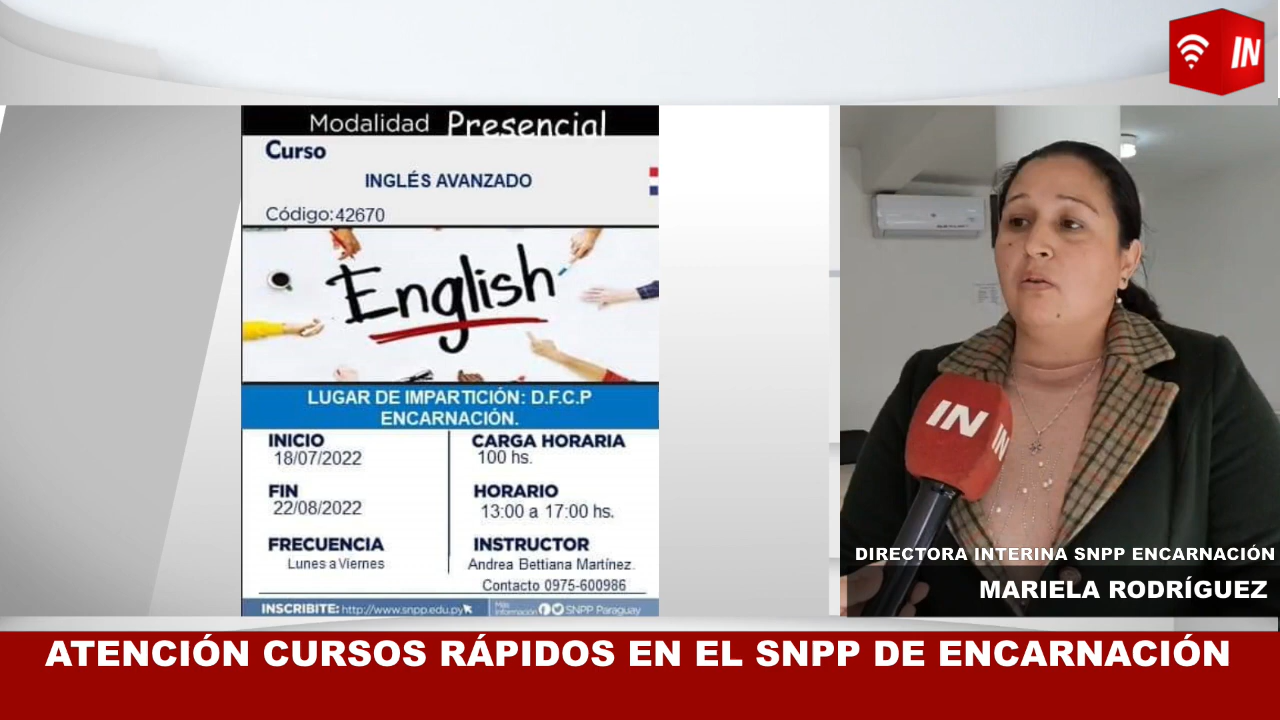 IN
Modalidad Presencial
Curso
INGLÉS AVANZADO
Código: 42670
English
LUGAR DE IMPARTICIÓN: D.F.C.P
ENCARNACIÓN.
INICIO
18/07/2022
FIN
22/08/2022
FRECUENCIA
Lunes a Viernes
CARGA HORARIA
100 hs.
HORARIO
13:00 a 17:00 hs.
INSTRUCTOR
Andrea Bettiana Martínez.
Contacto 0975-600986
INSCRIBITE: http://www.snpp.edu.py
Más
Información
SNPP Paraguay
IN
IN
DIRECTORA INTERINA SNPP ENCARNACIÓN
MARIELA RODRÍGUEZ
ATENCIÓN CURSOS RÁPIDOS EN EL SNPP DE ENCARNACIÓN